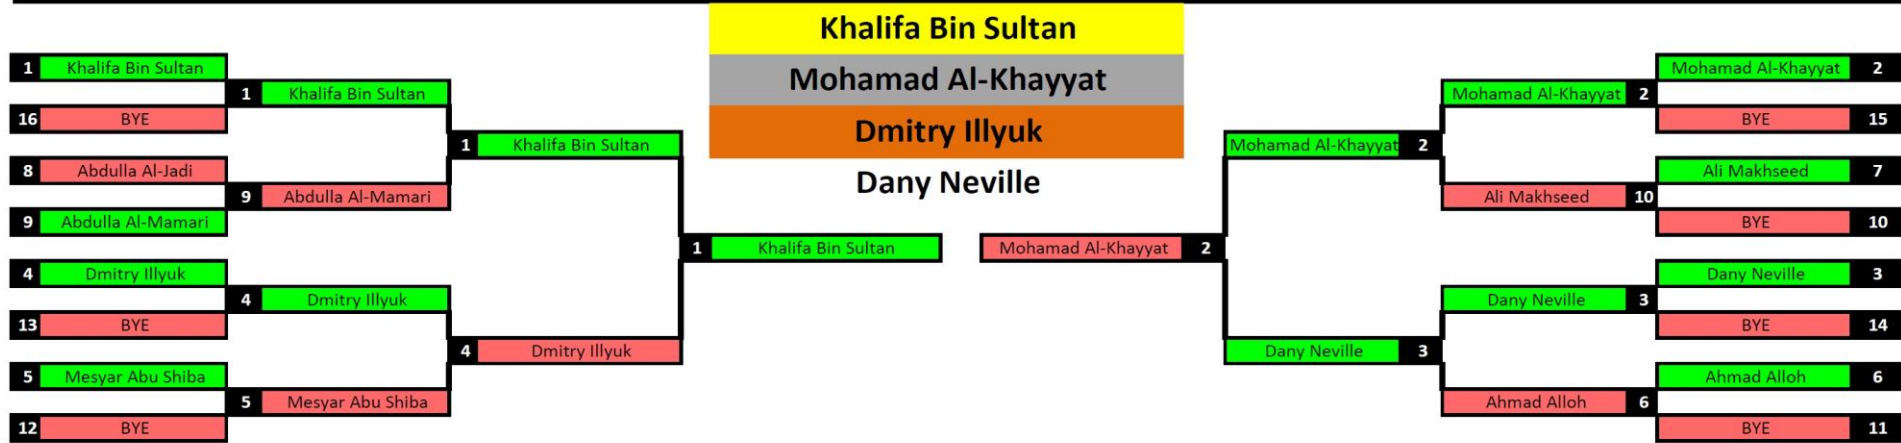 Khalifa Bin Sultan
Mohamad Al-Khayyat
Dmitry Illyuk
Dany Neville
1 Khalifa Bin Sultan
16 BYE
8 Abdulla Al-Jadi
9 Abdulla Al-Mamari
4 Dmitry Illyuk
13 BYE
5 Mesyar Abu Shiba
12 BYE
1 Khalifa Bin Sultan
9 Abdulla Al-Mamari
4 Dmitry Illyuk
5 Mesyar Abu Shiba
1 Khalifa Bin Sultan
4 Dmitry Illyuk
1 Khalifa Bin Sultan
Mohamad Al-Khayyat 2
Mohamad Al-Khayyat 2
Dany Neville 3
Mohamad Al-Khayyat 2
Ali Makhseed 10
Dany Neville 3
Ahmad Alloh 6
Mohamad Al-Khayyat 2
BYE 15
Ali Makhseed 7
BYE 10
Dany Neville 3
BYE 14
Ahmad Alloh 6
BYE 11